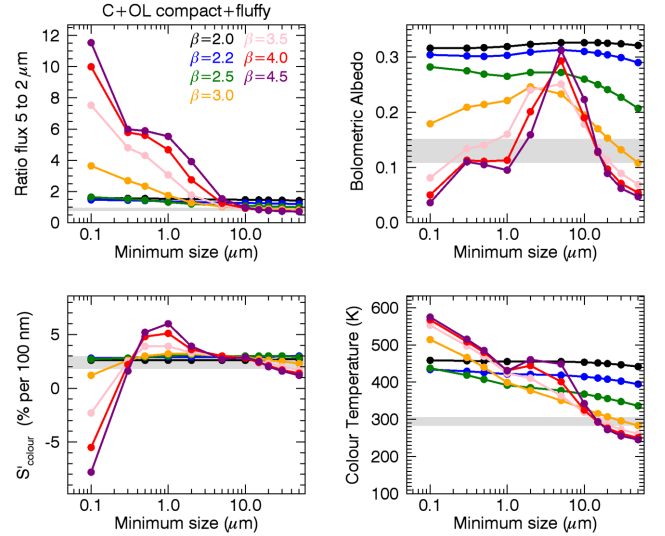 C+OL compact+fluffy
Ratio flux 5 to 2 μm
12
10
8
6
4
2
0
β=2.0
β=2.2
β=2.5
β=3.0
β=3.5
β=4.0
β=4.5
0.1
1.0
10.0
Minimum size (μm)
Bolometric Albedo
0.3
0.2
0.1
0.0
0.1
1.0
10.0
Minimum size (μm)
S'colour (% per 100 nm)
5
0
-5
0.1
1.0
10.0
Minimum size (μm)
Colour Temperature (K)
600
500
400
300
200
100
0.1
1.0
10.0
Minimum size (μm)